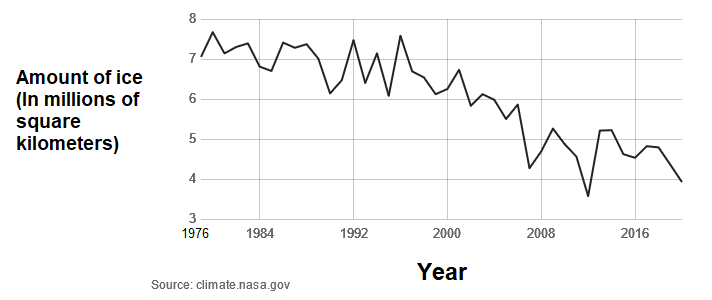 8
7
Amount of ice
(In millions of
square
kilometers)
6
5
4
3
1976 1984 1992 2000 2008 2016
Year
Source: climate.nasa.gov